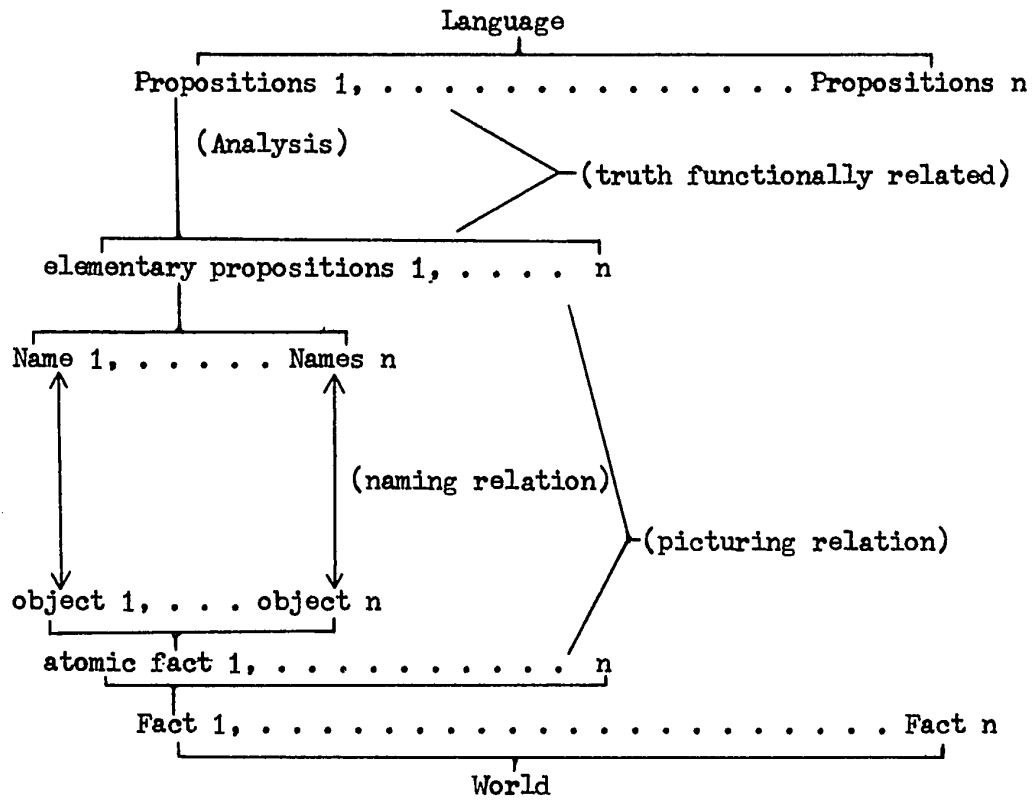 Language
Propositions 1, . . . . . . . . . . . . . . . Propositions n
(Analysis)
(truth functionally related)
elementary propositions 1, . . . . n
Name 1, . . . . . Names n
(naming relation)
(picturing relation)
object 1, . . . object n
atomic fact 1, . . . . . . . . . . . n
Fact 1, . . . . . . . . . . . . . . . . . . . . . . Fact n
World